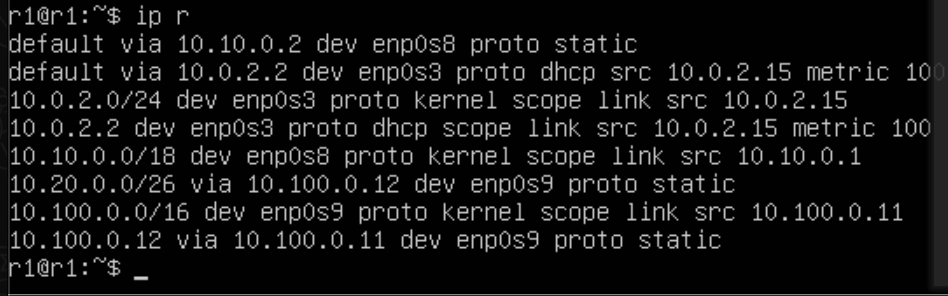 r1@r1:~$ ip r
default via 10.10.0.2 dev enp0s8 proto static
default via 10.0.2.2 dev enp0s3 proto dhcp src 10.0.2.15 metric 100
10.0.2.0/24 dev enp0s3 proto kernel scope link src 10.0.2.15
10.0.2.2 dev enp0s3 proto dhcp scope link src 10.0.2.15 metric 100
10.10.0.0/18 dev enp0s8 proto kernel scope link src 10.10.0.1
10.20.0.0/26 via 10.100.0.12 dev enp0s9 proto static
10.100.0.0/16 dev enp0s9 proto kernel scope link src 10.100.0.11
10.100.0.12 via 10.100.0.11 dev enp0s9 proto static
r1@r1:~$ _